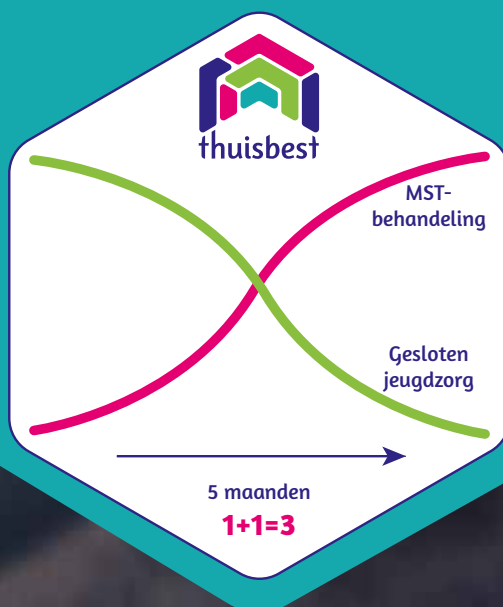 thuisbest
MST-
behandeling
Gesloten
jeugdzorg
5 maanden
1+1=3